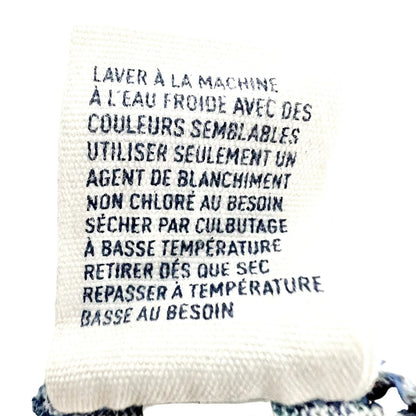 LAVER À LA MACHINE
À L'EAU FROIDE AVEC DES
COULEURS SEMBLABLES
UTILISER SEULEMENT UN
AGENT DE BLANCHIMENT
NON CHLORÉ AU BESOIN
SÉCHER PAR CULBUTAGE
À BASSE TEMPÉRATURE
RETIRER DÉS QUE SEC
REPASSER À TEMPÉRATURE
BASSE AU BESOIN